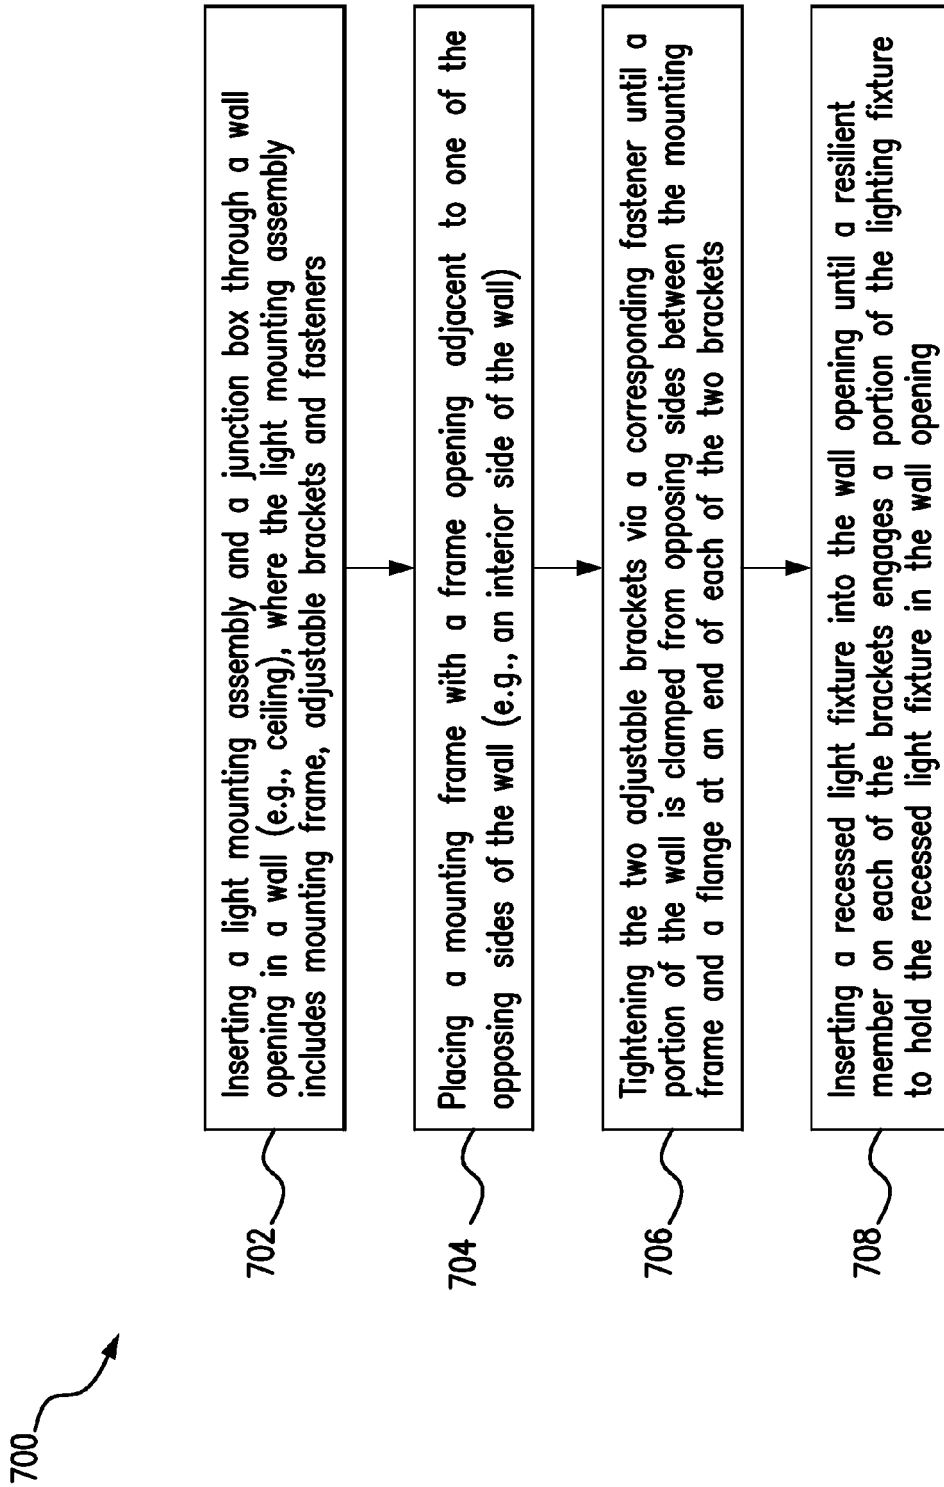 700
702
Inserting a light mounting assembly and a junction box through a wall
opening in a wall (e.g., ceiling), where the light mounting assembly
includes mounting frame, adjustable brackets and fasteners
704
Placing a mounting frame with a frame opening adjacent to one of the
opposing sides of the wall (e.g., an interior side of the wall)
706
Tightening the two adjustable brackets via a corresponding fastener until a
portion of the wall is clamped from opposing sides between the mounting
frame and a flange at an end of each of the two brackets
708
Inserting a recessed light fixture into the wall opening until a resilient
member on each of the brackets engages a portion of the lighting fixture
to hold the recessed light fixture in the wall opening